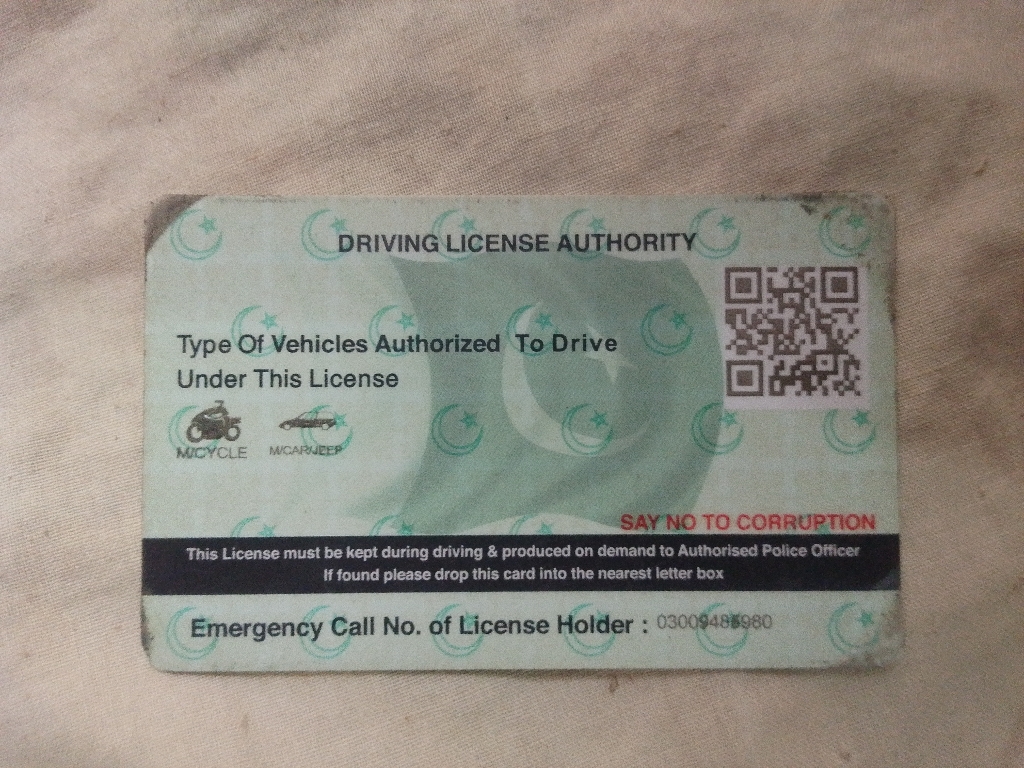 DRIVING LICENSE AUTHORITY
Type Of Vehicles Authorized To Drive
Under This License
M/CYCLE M/CAR/JEEP
SAY NO TO CORRUPTION
This License must be kept during driving & produced on demand to Authorised Police Officer
If found please drop this card into the nearest letter box
Emergency Call No. of License Holder :